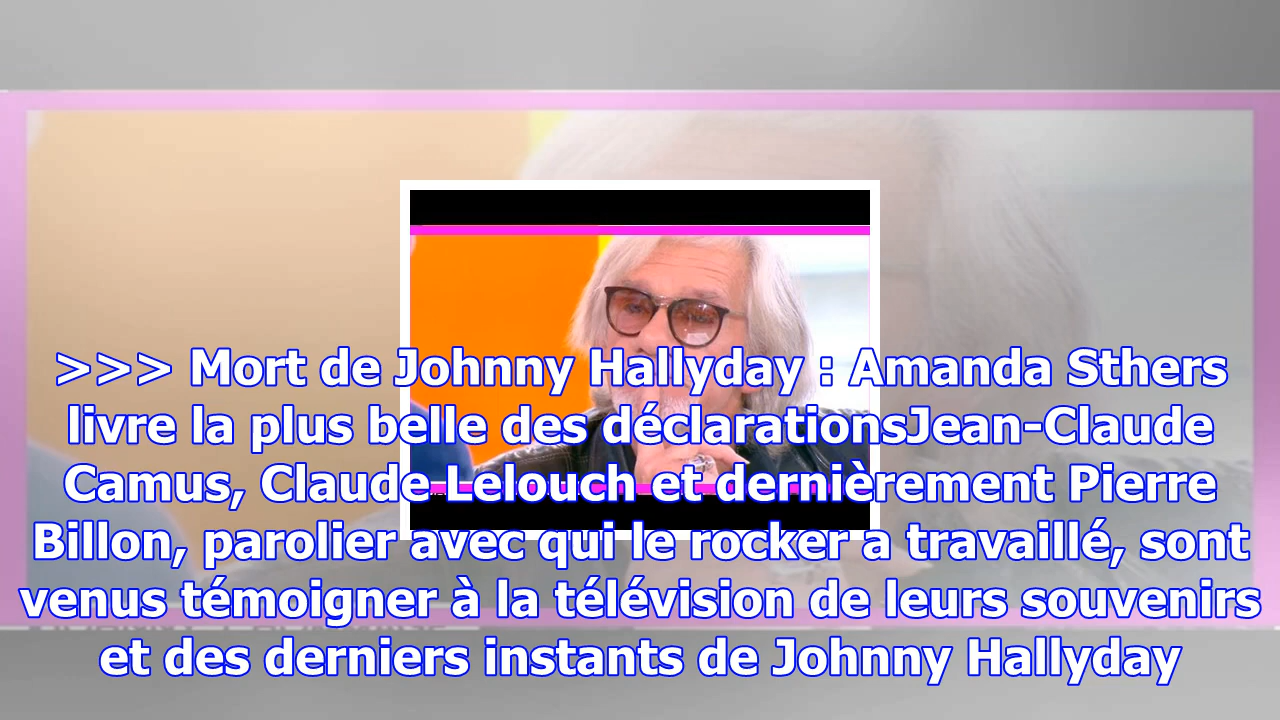 >>> Mort de Johnny Hallyday : Amanda Sthers
livre la plus belle des déclarationsJean-Claude
Camus, Claude Lelouch et dernièrement Pierre
Billon, parolier avec qui le rocker a travaillé, sont
venus témoigner à la télévision de leurs souvenirs
et des derniers instants de Johnny Hallyday